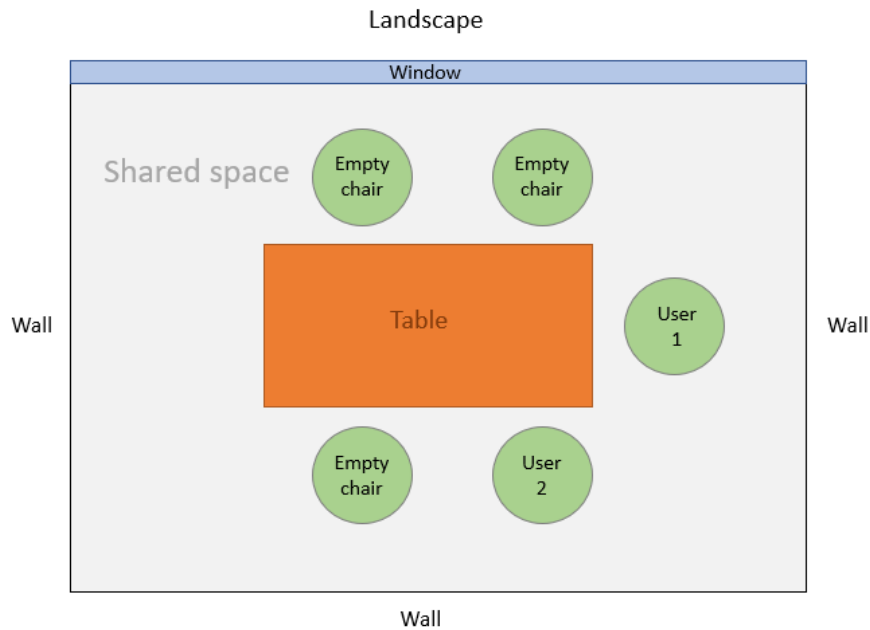 Landscape
Window
Shared space
Empty
chair
Empty
chair
Wall
Table
User
1
Wall
Empty
chair
User
2
Wall